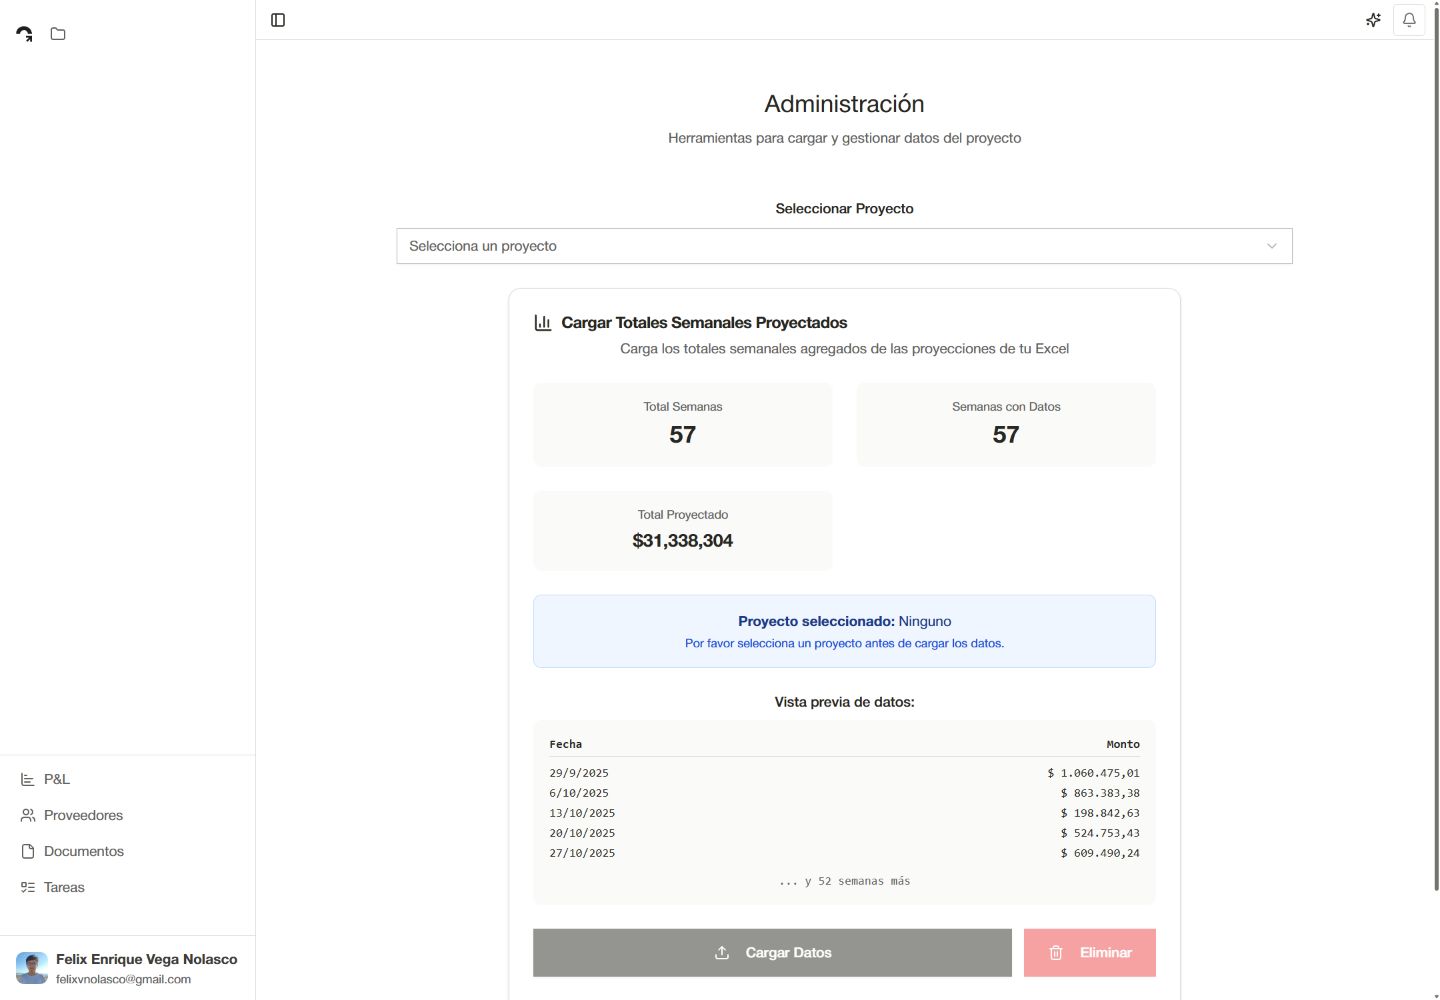 Administración
Herramientas para cargar y gestionar datos del proyecto
Seleccionar Proyecto
Selecciona un proyecto
Cargar Totales Semanales Proyectados
Carga los totales semanales agregados de las proyecciones de tu Excel
Total Semanas
57
Semanas con Datos
57
Total Proyectado
$31,338,304
Proyecto seleccionado: Ninguno
Por favor selecciona un proyecto antes de cargar los datos.
Vista previa de datos:
Fecha Monto
29/9/2025 $ 1.060.475,01
6/10/2025 $ 863.383,38
13/10/2025 $ 198.842,63
20/10/2025 $ 524.753,43
27/10/2025 $ 609.490,24
... y 52 semanas más
Cargar Datos
Eliminar
P&L
Proveedores
Documentos
Tareas
Felix Enrique Vega Nolasco
felixvnolasco@gmail.com